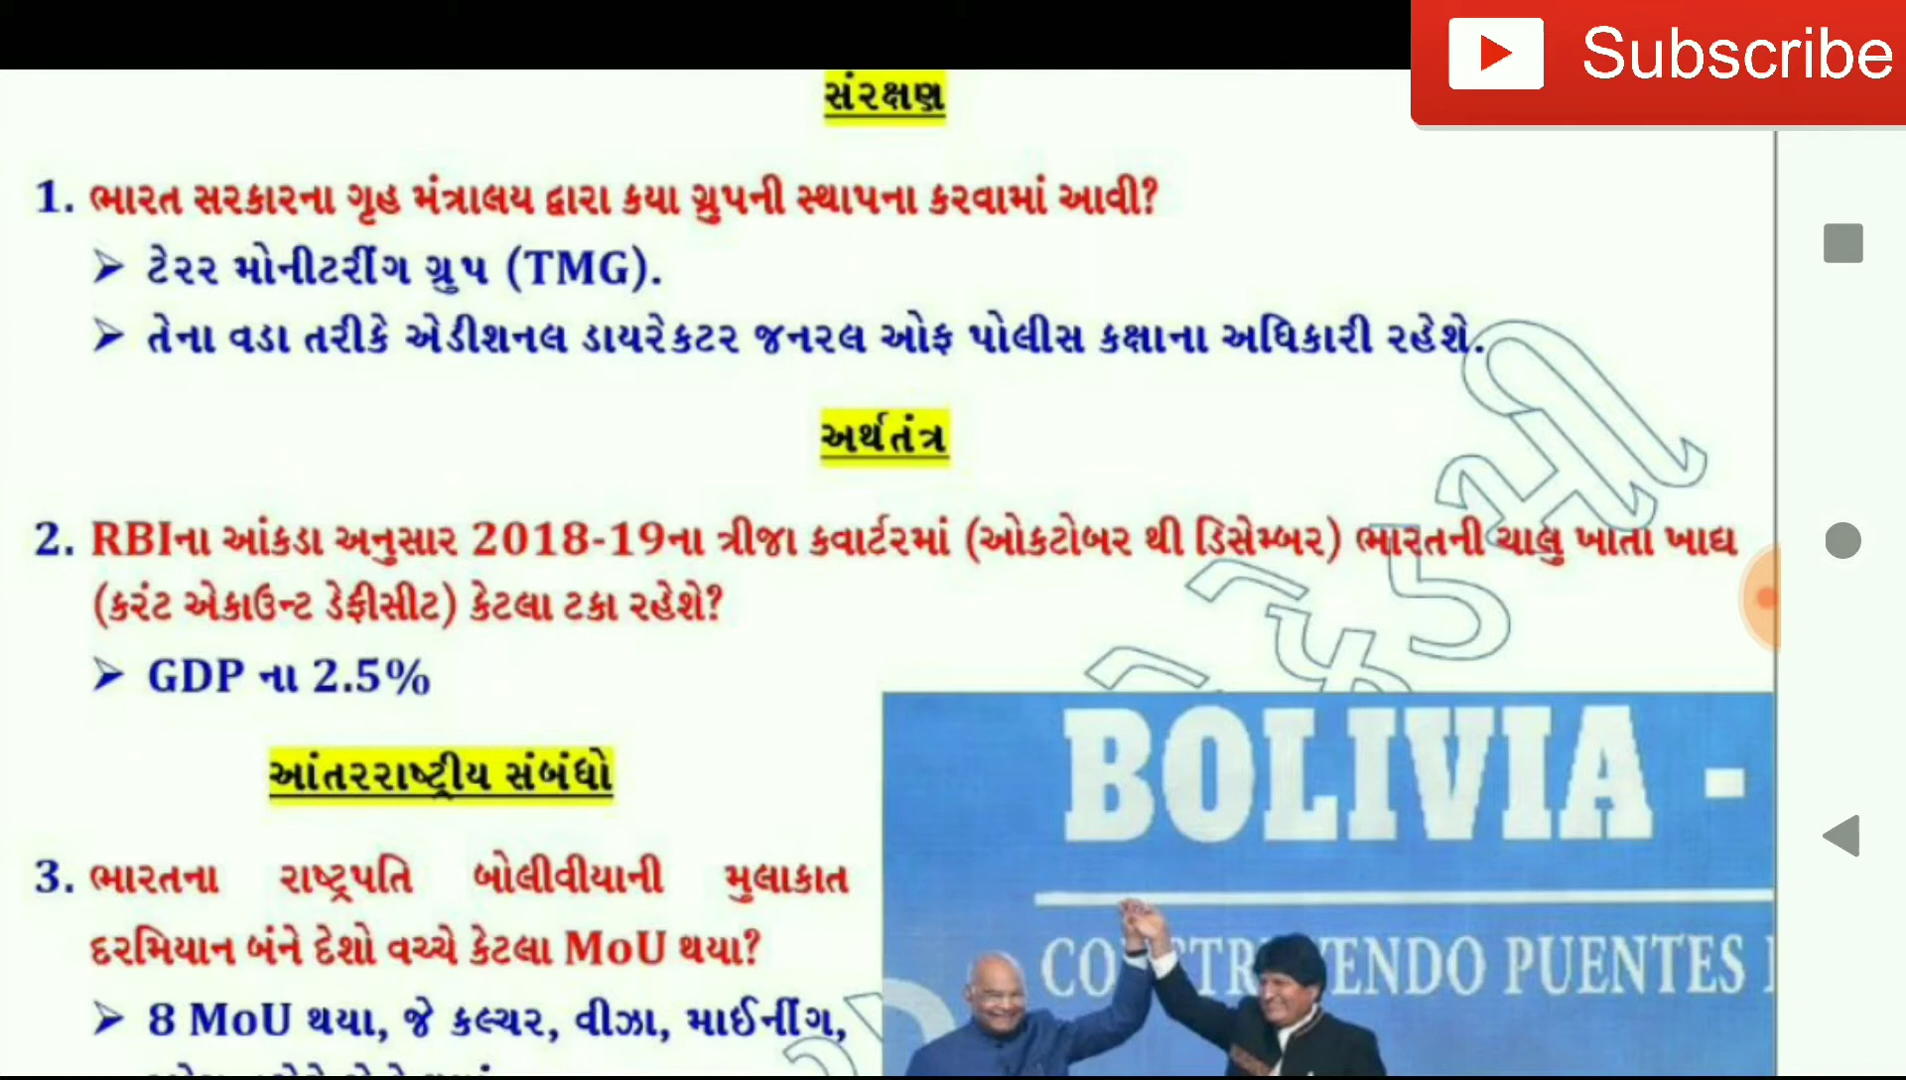 Subscribe
સંરક્ષણ
1. ભારત સરકારના ગૃહ મંત્રાલય દ્વારા કયા ગ્રુપની સ્થાપના કરવામાં આવી?
➢ ટેરર મોનીટરીંગ ગ્રુપ (TMG).
➢ તેના વડા તરીકે એડીશનલ ડાયરેકટર જનરલ ઓફ પોલીસ કક્ષાના અધિકારી રહેશે.
અર્થતંત્ર
2. RBIના આંકડા અનુસાર 2018-19ના ત્રીજા કવાર્ટરમાં (ઓકટોબર થી ડિસેમ્બર) ભારતની ચાલુ ખાતા ખાદ્ય
(કરંટ એકાઉન્ટ ડેફીસીટ) કેટલા ટકા રહેશે?
➢ GDP ના 2.5%
આંતરરાષ્ટ્રીય સંબંધો
3. ભારતના રાષ્ટ્રપતિ બોલીવીયાની મુલાકાત
દરમિયાન બંને દેશો વચ્ચે કેટલા MoU થયા?
➢ 8 MoU થયા, જે કલ્ચર, વીઝા, માઈનીંગ,
BOLIVIA -
PUENTES